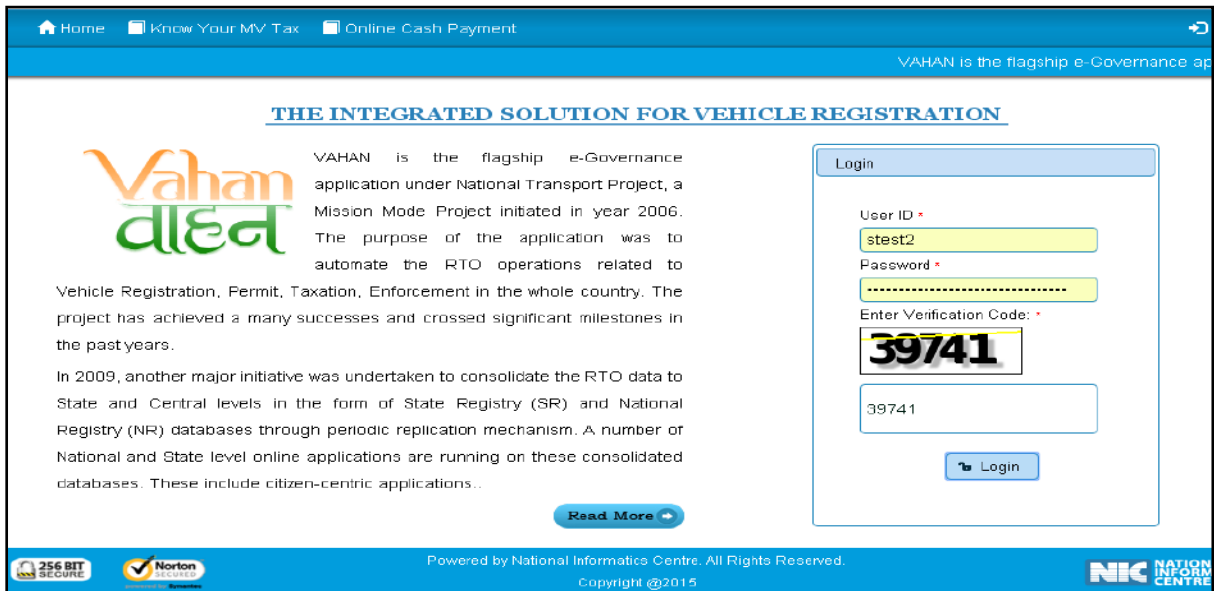 Home Know Your MV Tax Online Cash Payment
VAHAN is the flagship e-Governance ap
THE INTEGRATED SOLUTION FOR VEHICLE REGISTRATION
Vahan
वाहन
VAHAN is the flagship e-Governance
application under National Transport Project, a
Mission Mode Project initiated in year 2006.
The purpose of the application was to
automate the RTO operations related to
Vehicle Registration, Permit, Taxation, Enforcement in the whole country. The
project has achieved a many successes and crossed significant milestones in
the past years.
In 2009, another major initiative was undertaken to consolidate the RTO data to
State and Central levels in the form of State Registry (SR) and National
Registry (NR) databases through periodic replication mechanism. A number of
National and State level online applications are running on these consolidated
databases. These include citizen-centric applications..
Read More
Login
User ID *
stest2
Password *
Enter Verification Code: *
39741
39741
Login
256 BIT
SECURE
Norton
SECURED
powered by Symantec
Powered by National Informatics Centre. All Rights Reserved.
Copyright @2015
NIC
NATION
INFORM
CENTRE